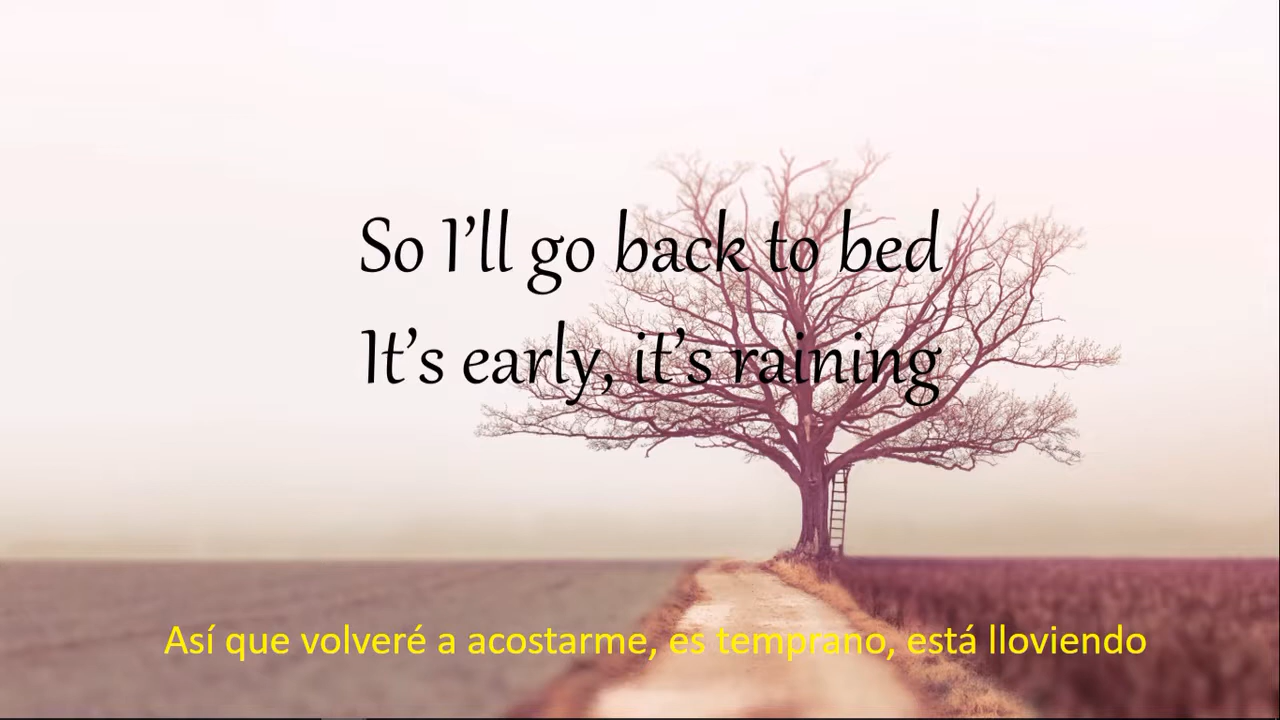 So I’ll go back to bed
It’s early, it’s raining
Así que volveré a acostarme, es temprano, está lloviendo